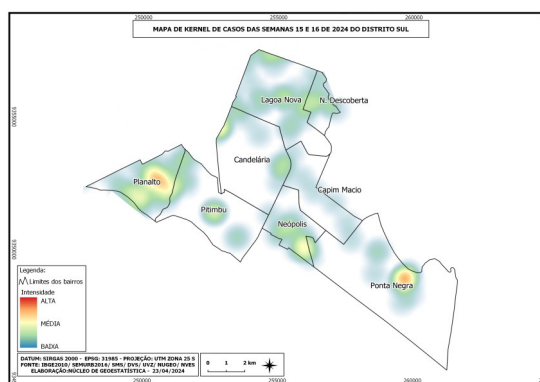 250000 255000 260000
MAPA DE KERNEL DE CASOS DAS SEMANAS 15 E 16 DE 2024 DO DISTRITO SUL
9355000
Lagoa Nova
N. Descoberta
Candelária
Planalto
Capim Macio
Pitimbu
Neópolis
Ponta Negra
Legenda:
Limites dos bairros
Intensidade
ALTA
MÉDIA
BAIXA
0 1 2 km
DATUM: SIRGAS 2000 - EPSG: 31985 - PROJEÇÃO: UTM ZONA 25 S
FONTE: IBGE2010/ SEMURB2016/ SMS/ DVS/ UVZ/ NUGEO/ NVES
ELABORAÇÃO:NÚCLEO DE GEOESTATÍSTICA - 23/04/2024
250000 255000 260000